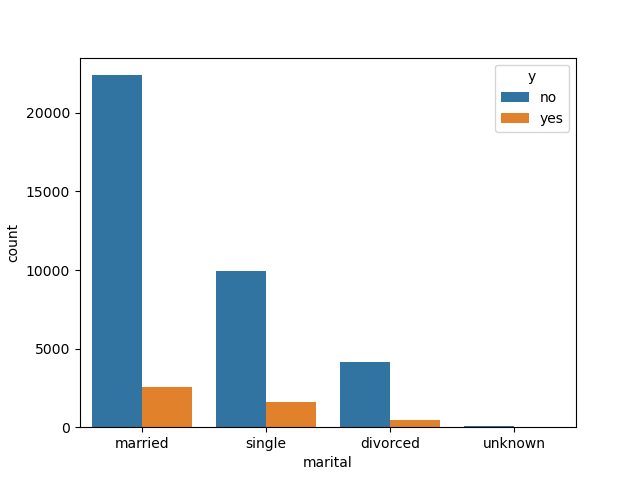 y
no
yes
20000
15000
10000
5000
0
count
married single divorced unknown
marital